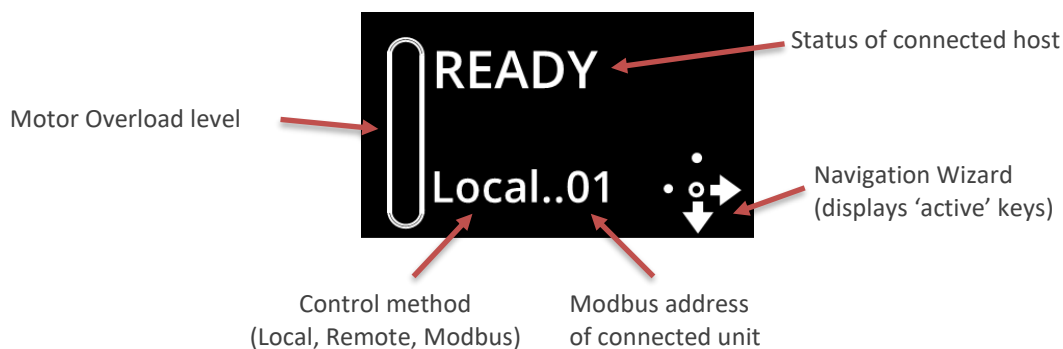 READY
Status of connected host
Motor Overload level
Local..01
Navigation Wizard
(displays ‘active’ keys)
Control method
(Local, Remote, Modbus)
Modbus address
of connected unit